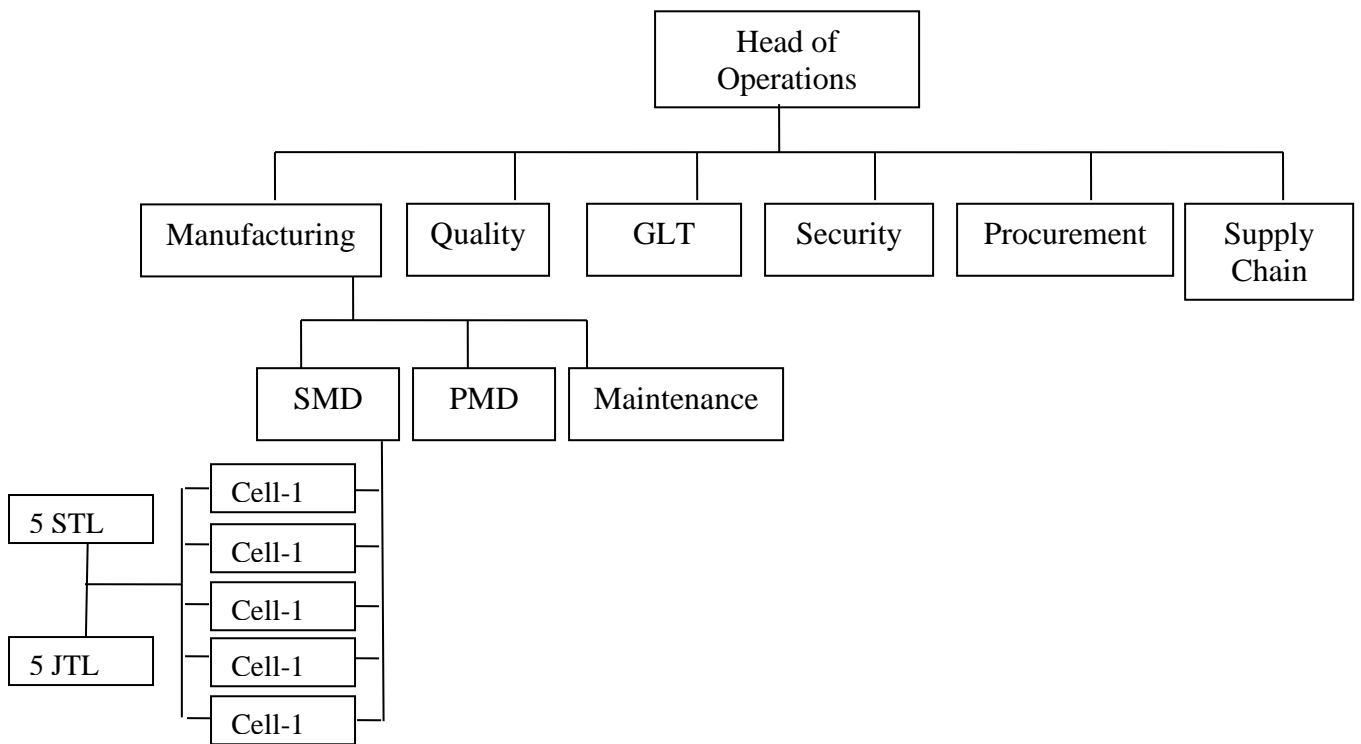 Head of
Operations
Manufacturing
Quality
GLT
Security
Procurement
Supply
Chain
SMD
PMD
Maintenance
Cell-1
5 STL
Cell-1
Cell-1
5 JTL
Cell-1
Cell-1